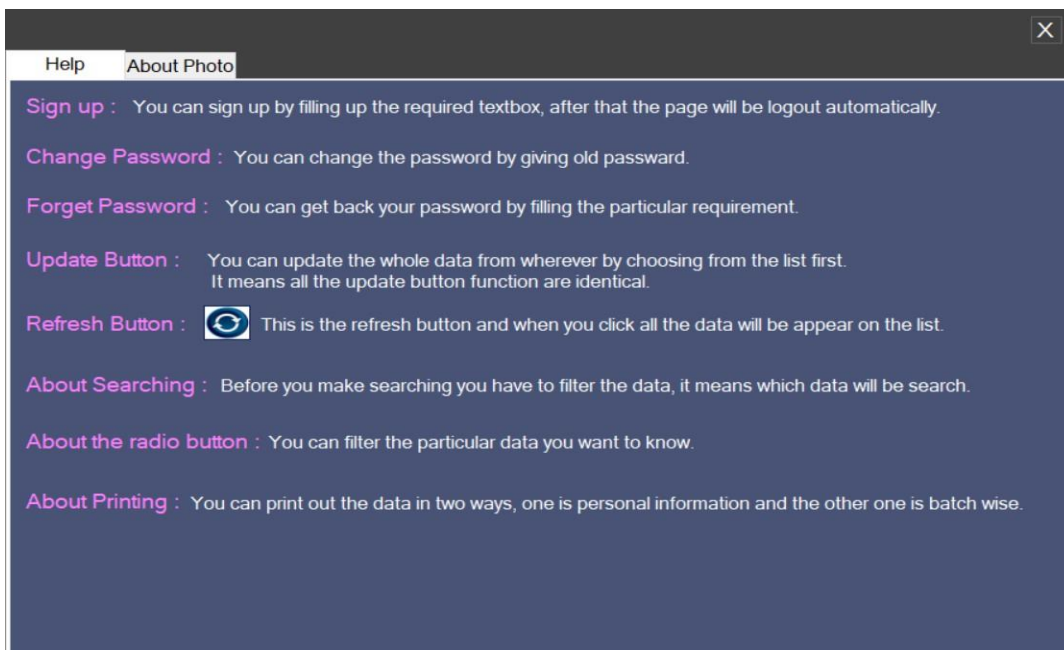 X
Help About Photo
Sign up : You can sign up by filling up the required textbox, after that the page will be logout automatically.
Change Password : You can change the password by giving old passward.
Forget Password : You can get back your password by filling the particular requirement.
Update Button : You can update the whole data from wherever by choosing from the list first.
It means all the update button function are identical.
Refresh Button : This is the refresh button and when you click all the data will be appear on the list.
About Searching : Before you make searching you have to filter the data, it means which data will be search.
About the radio button : You can filter the particular data you want to know.
About Printing : You can print out the data in two ways, one is personal information and the other one is batch wise.